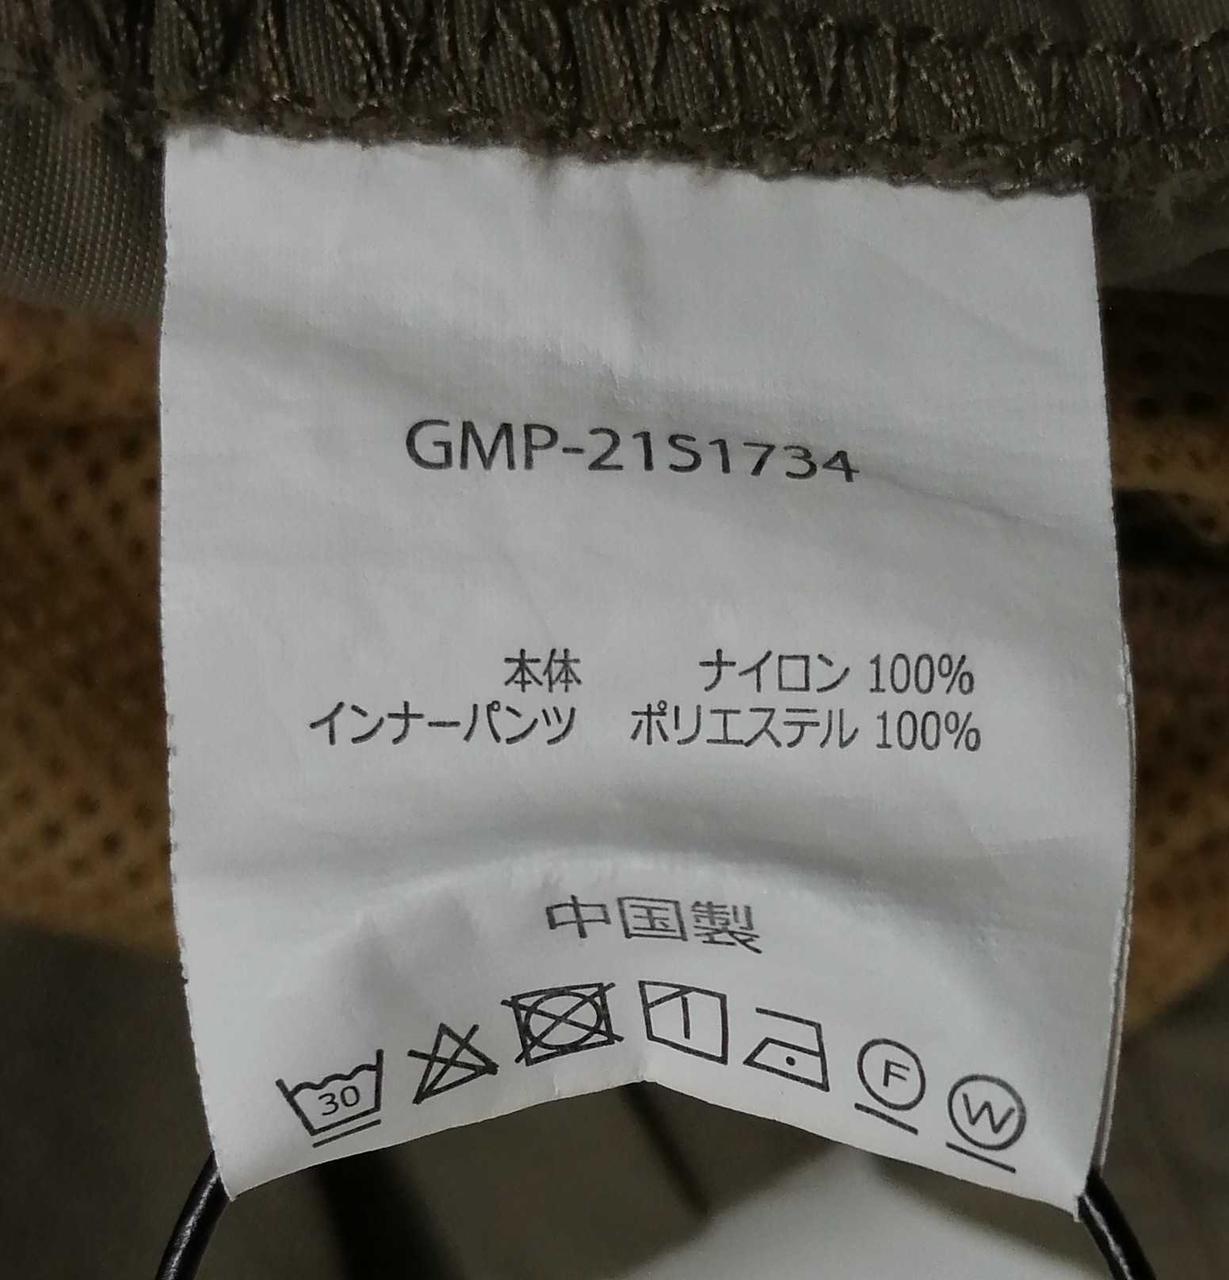 GMP-21S1734
本体 ナイロン 100%
インナーパンツ ポリエステル 100%
中国製
30 F W